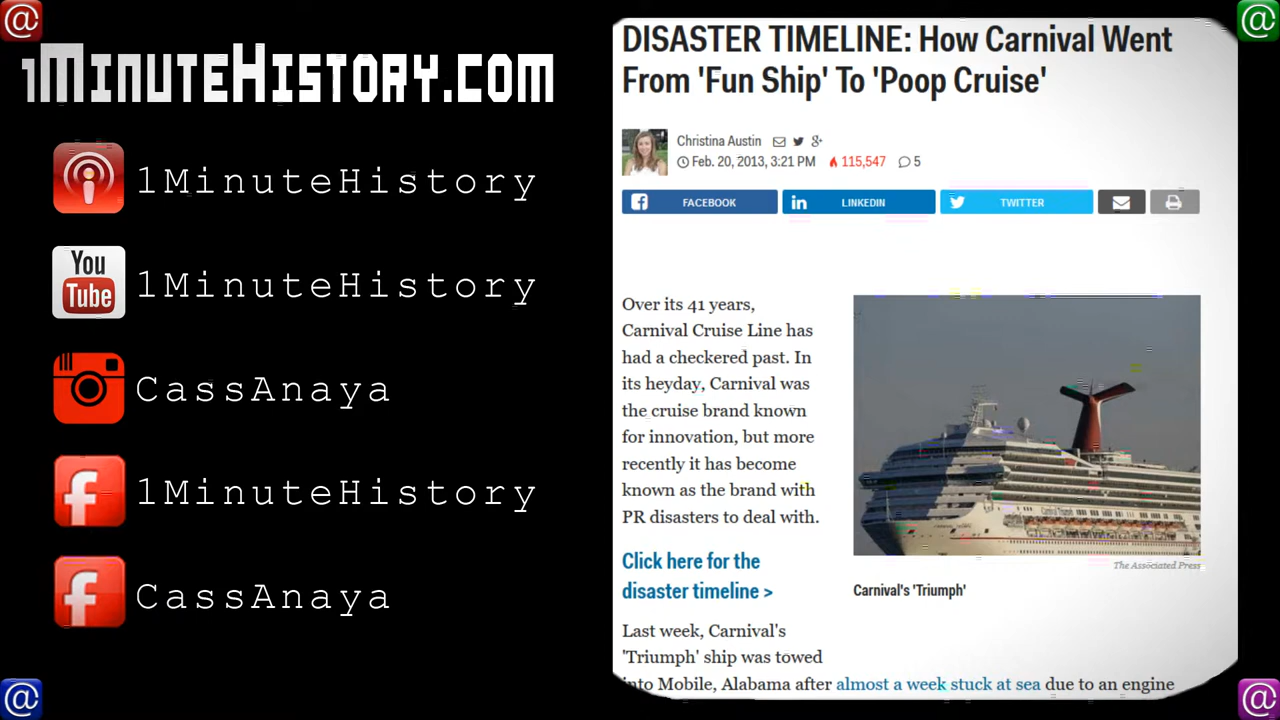 1MinuteHistory.com
1MinuteHistory
You
Tube
1MinuteHistory
CassAnaya
1MinuteHistory
CassAnaya
DISASTER TIMELINE: How Carnival Went
From 'Fun Ship' To 'Poop Cruise'
Christina Austin
Feb. 20, 2013, 3:21 PM 115,547 5
FACEBOOK LINKEDIN TWITTER
Over its 41 years,
Carnival Cruise Line has
had a checkered past. In
its heyday, Carnival was
the cruise brand known
for innovation, but more
recently it has become
known as the brand with
PR disasters to deal with.
The Associated Press
Carnival's 'Triumph'
Click here for the
disaster timeline >
Last week, Carnival's
'Triumph' ship was towed
into Mobile, Alabama after almost a week stuck at sea due to an engine